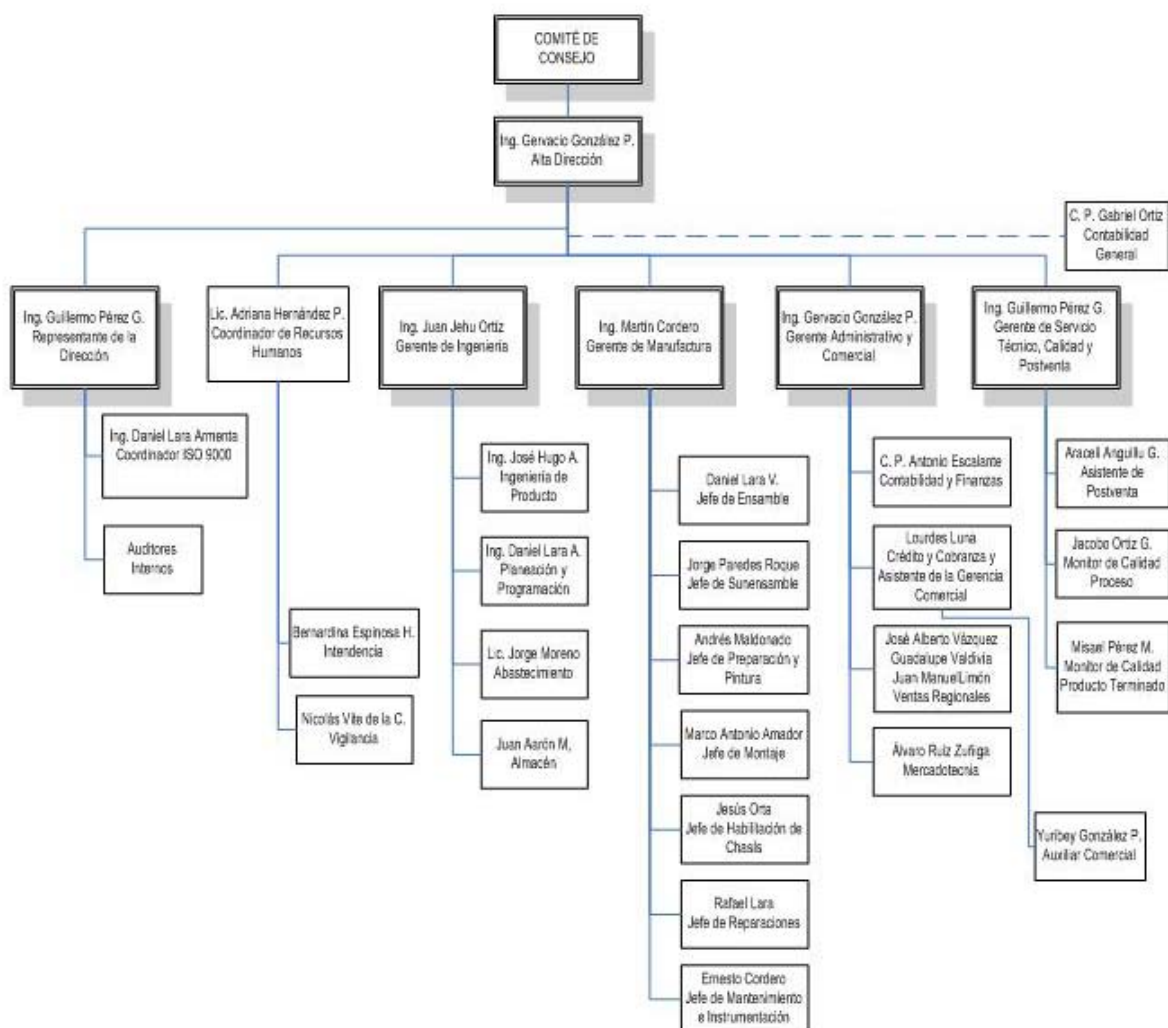 COMITÉ DE
CONSEJO
Ing. Gervacio González P.
Alta Dirección
C. P. Gabriel Ortiz
Contabilidad
General
Ing. Guillermo Pérez G.
Representante de la
Dirección
Lic. Adriana Hernández P.
Coordinador de Recursos
Humanos
Ing. Juan Jehu Ortiz
Gerente de Ingeniería
Ing. Martín Cordero
Gerente de Manufactura
Ing. Gervacio González P.
Gerente Administrativo y
Comercial
Ing. Guillermo Pérez G.
Gerente de Servicio
Técnico, Calidad y
Postventa
Ing. Daniel Lara Armenta
Coordinador ISO 9000
Auditores
Internos
Bernardina Espinosa H.
Intendencia
Nicolás Vite de la C.
Vigilancia
Ing. José Hugo A.
Ingeniería de
Producto
Ing. Daniel Lara A.
Planeación y
Programación
Lic. Jorge Moreno
Abastecimiento
Juan Aarón M,
Almacén
Daniel Lara V.
Jefe de Ensamble
Jorge Paredes Roque
Jefe de Sunensamble
Andrés Maldonado
Jefe de Preparación y
Pintura
Marco Antonio Amador
Jefe de Montaje
Jesús Orta
Jefe de Habilitación de
Chasis
Rafael Lara
Jefe de Reparaciones
Ernesto Cordero
Jefe de Mantenimiento
e Instrumentación
C. P. Antonio Escalante
Contabilidad y Finanzas
Lourdes Luna
Crédito y Cobranza y
Asistente de la Gerencia
Comercial
José Alberto Vázquez
Guadalupe Valdivia
Juan ManuelLimón
Ventas Regionales
Álvaro Ruiz Zuñiga
Mercadotecnia
Araceli Anguillu G.
Asistente de
Postventa
Jacobo Ortiz G.
Monitor de Calidad
Proceso
Misael Pérez M.
Monitor de Calidad
Producto Terminado
Yuribey González P.
Auxiliar Comercial